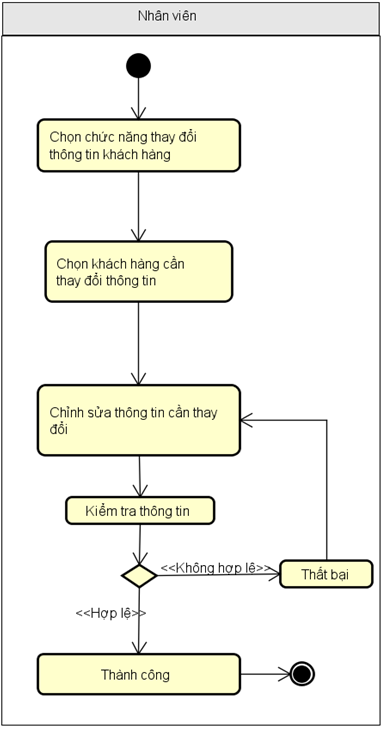 Nhân viên
Chọn chức năng thay đổi
thông tin khách hàng
Chọn khách hàng cần
thay đổi thông tin
Chỉnh sửa thông tin cần thay
đổi
Kiểm tra thông tin
<<Không hợp lệ>>
Thất bại
<<Hợp lệ>>
Thành công